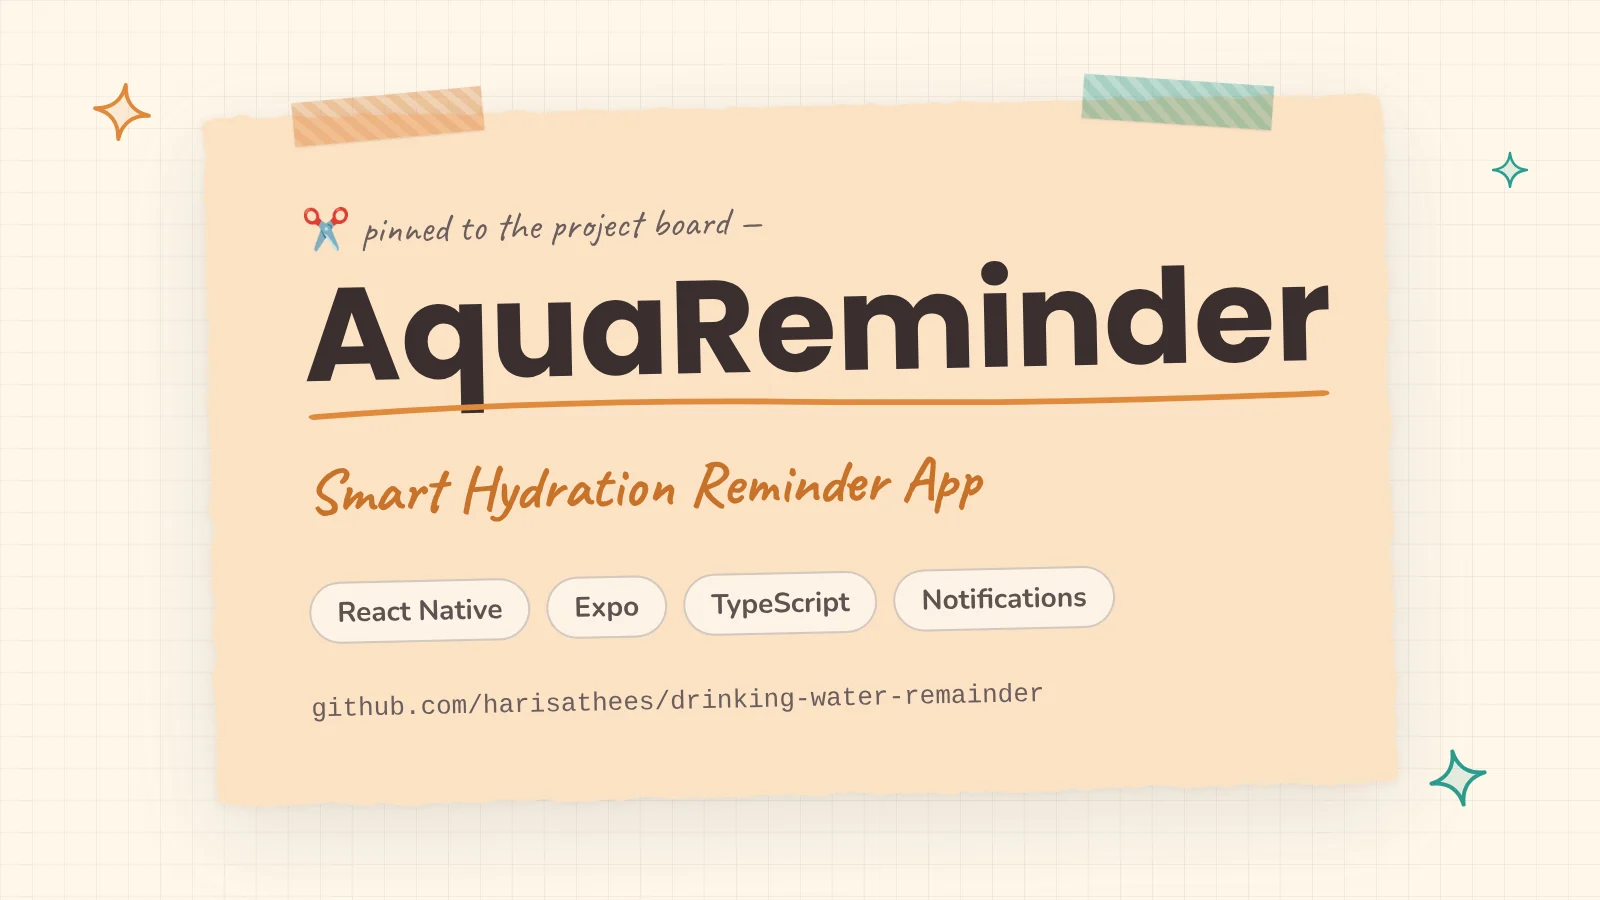 pinned to the project board —
AquaReminder
Smart Hydration Reminder App
React Native Expo TypeScript Notifications
github.com/harisathees/drinking-water-remainder